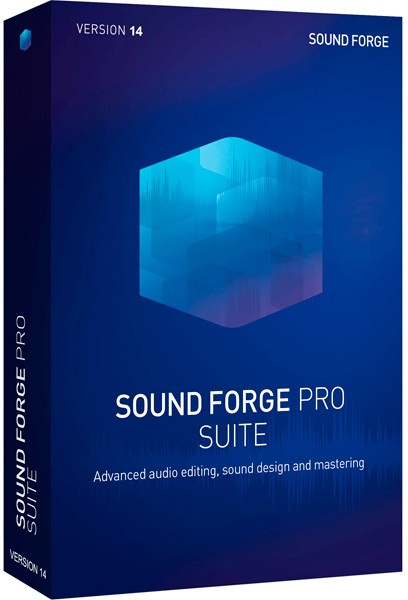 VERSION 14
SOUND FORGE
SOUND FORGE PRO
SUITE
Advanced audio editing, sound design and mastering
SOUND FORGE PRO
SUITE
VERSION 14